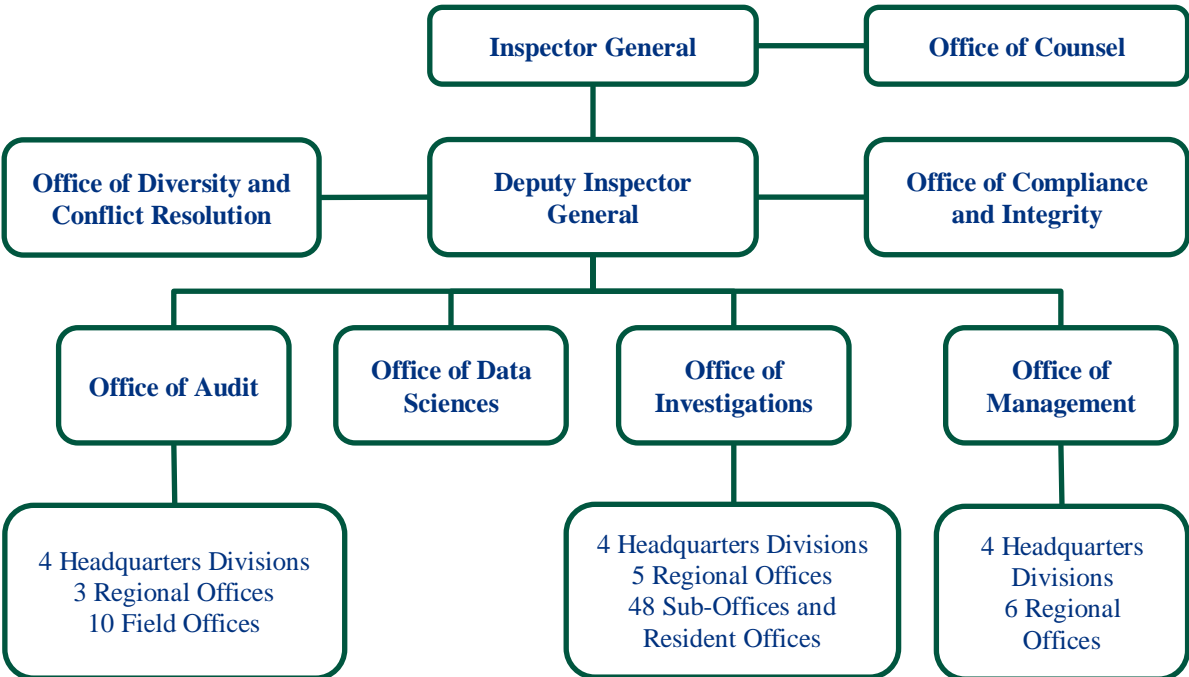 Inspector General
Office of Counsel
Office of Diversity and
Conflict Resolution
Deputy Inspector
General
Office of Compliance
and Integrity
Office of Audit
Office of Data
Sciences
Office of
Investigations
Office of
Management
4 Headquarters Divisions
3 Regional Offices
10 Field Offices
4 Headquarters Divisions
5 Regional Offices
48 Sub-Offices and
Resident Offices
4 Headquarters
Divisions
6 Regional
Offices